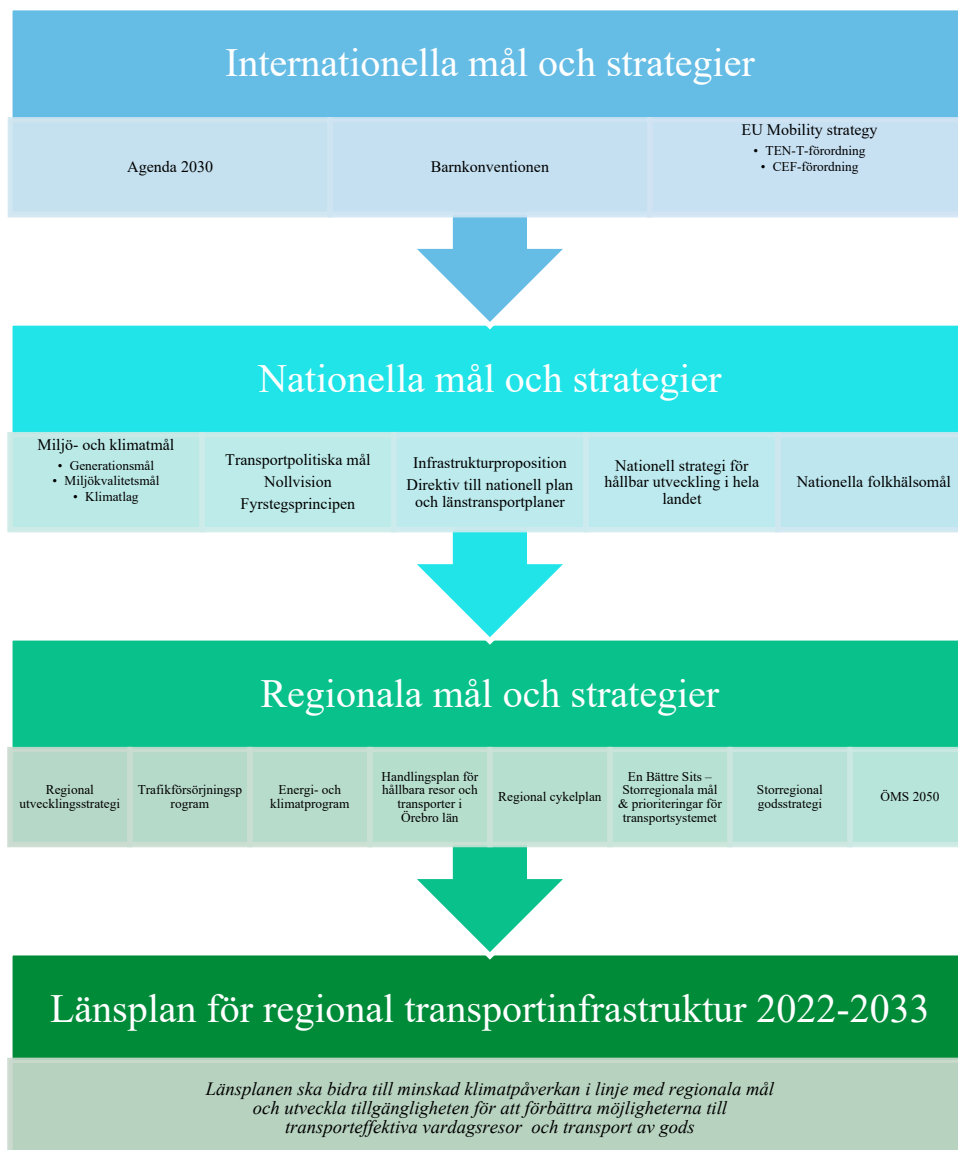 Internationella mål och strategier
Agenda 2030
Barnkonventionen
EU Mobility strategy
• TEN-T-förordning
• CEF-förordning
Nationella mål och strategier
Miljö- och klimatmål
• Generationsmål
• Miljökvalitetsmål
• Klimatlag
Transportpolitiska mål
Nollvision
Fyrstegsprincipen
Infrastrukturproposition
Direktiv till nationell plan
och länstransportplaner
Nationell strategi för
hållbar utveckling i hela
landet
Nationella folkhälsomål
Regionala mål och strategier
Regional
utvecklingsstrategi
Trafikförsörjningsp
rogram
Energi- och
klimatprogram
Handlingsplan för
hållbara resor och
transporter i
Örebro län
Regional cykelplan
En Bättre Sits –
Storregionala mål
& prioriteringar för
transportsystemet
Storregional
godsstrategi
ÖMS 2050
Länsplan för regional transportinfrastruktur 2022-2033
Länsplanen ska bidra till minskad klimatpåverkan i linje med regionala mål
och utveckla tillgängligheten för att förbättra möjligheterna till
transporteffektiva vardagsresor och transport av gods